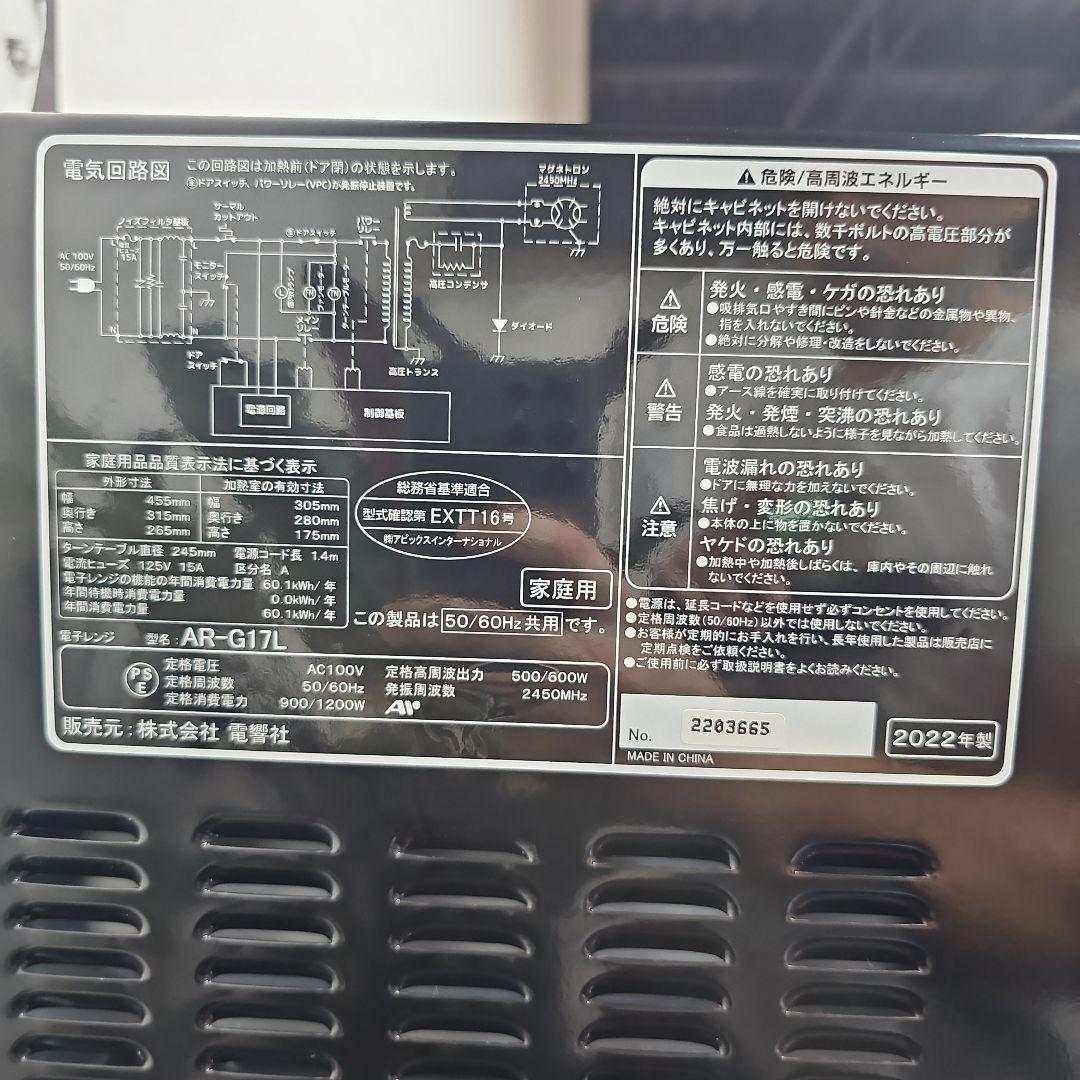 電気回路図
この回路図は加熱前(ドア閉)の状態を示します。
㊟ドアスイッチ、パワーリレー(VPC)が発振停止装置です。
マグネトロン
2450MHz
サーマル
カットアウト
ノイズフィルタ基板
パワー
リレー
㊟ドアスイッチ
AC 100V
50/60Hz
15A
モニター
スイッチ
庫内灯ランプ
ファンモーター
ターンテーブルモーター
L
FM
TM
高圧コンデンサ
N
N
メイン
リレー
ダイオード
ドア
スイッチ
高圧トランス
電源回路
制御基板
家庭用品品質表示法に基づく表示
外形寸法
加熱室の有効寸法
幅 455mm 幅 305mm
奥行き 315mm 奥行き 280mm
高さ 265mm 高さ 175mm
ターンテーブル直径 245mm 電源コード長 1.4m
電流ヒューズ 125V 15A 区分名 A
電子レンジの機能の年間消費電力量 60.1kWh/年
年間待機時消費電力量 0.0kWh/年
年間消費電力量 60.1kWh/年
総務省基準適合
型式確認第 EXTT16号
㈱アピックスインターナショナル
家庭用
この製品は 50/60Hz共用 です。
電子レンジ 型名: AR-G17L
PSE
定格電圧 AC100V 定格高周波出力 500/600W
定格周波数 50/60Hz 発振周波数 2450MHz
定格消費電力 900/1200W
販売元:株式会社 電響社
⚠危険/高周波エネルギー
絶対にキャビネットを開けないでください。
キャビネット内部には、数千ボルトの高電圧部分が
多くあり、万一触ると危険です。
⚠
危険
発火・感電・ケガの恐れあり
●吸排気口やすき間にピンや針金などの金属物や異物、
指を入れないでください。
●絶対に分解や修理・改造をしないでください。
⚠
警告
感電の恐れあり
●アース線を確実に取り付けてください。
発火・発煙・突沸の恐れあり
●食品は過熱しないように様子を見ながら加熱してください。
⚠
注意
電波漏れの恐れあり
●ドアに無理な力を加えないでください。
焦げ・変形の恐れあり
●本体の上に物を置かないでください。
ヤケドの恐れあり
●加熱中や加熱後しばらくは、庫内やその周辺に触れ
ないでください。
●電源は、延長コードなどを使用せず必ずコンセントを使用してください。
●定格周波数(50/60Hz)以外では使用しないでください。
●お客様が定期的にお手入れを行い、長年使用した製品は販売店に
定期点検をご依頼ください。
●ご使用前に必ず取扱説明書をよくお読みください。
No. 2203665
2022年製
MADE IN CHINA